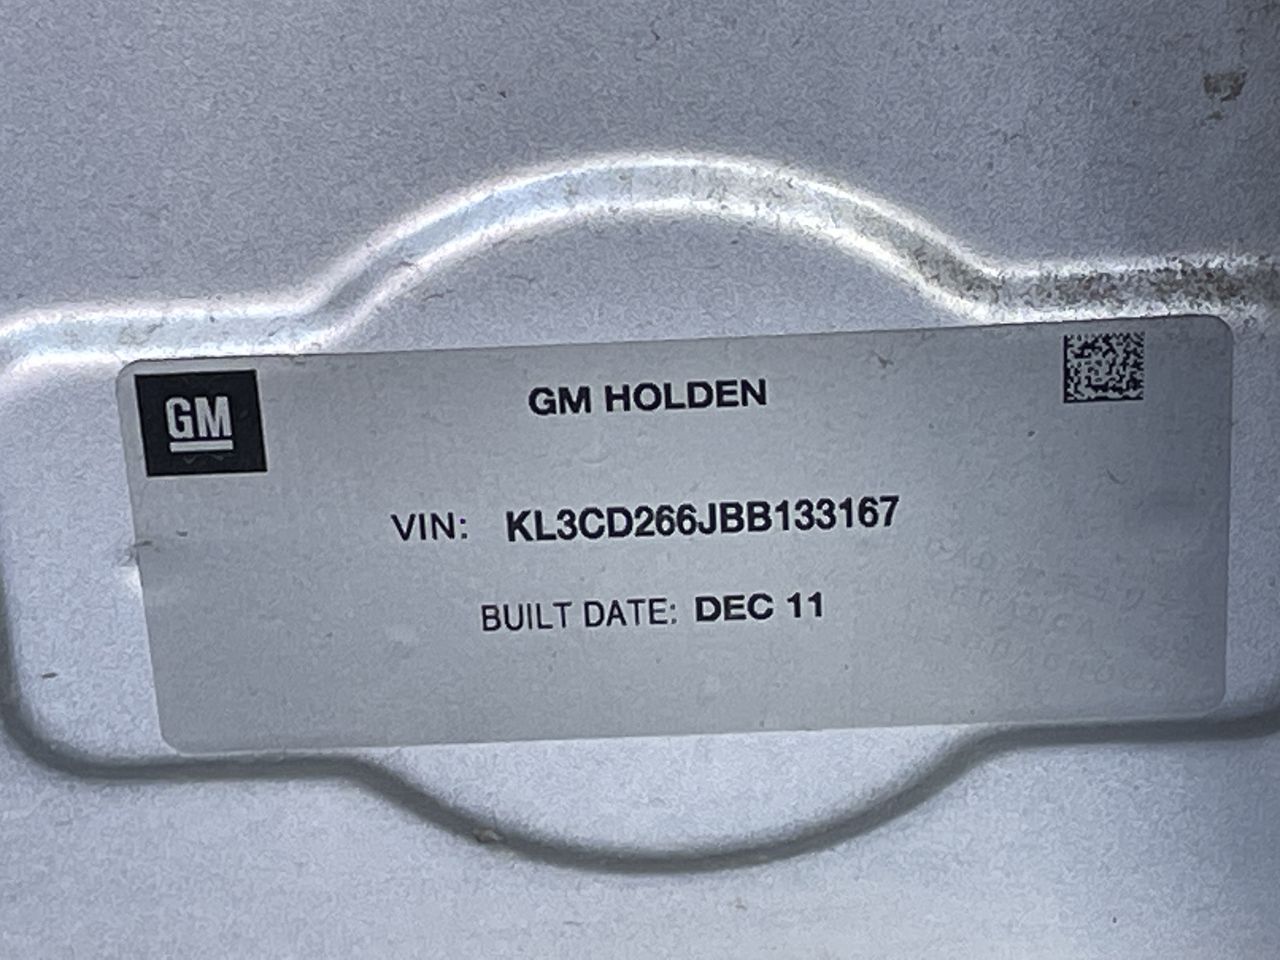 GM
GM HOLDEN
VIN: KL3CD266JBB133167
BUILT DATE: DEC 11